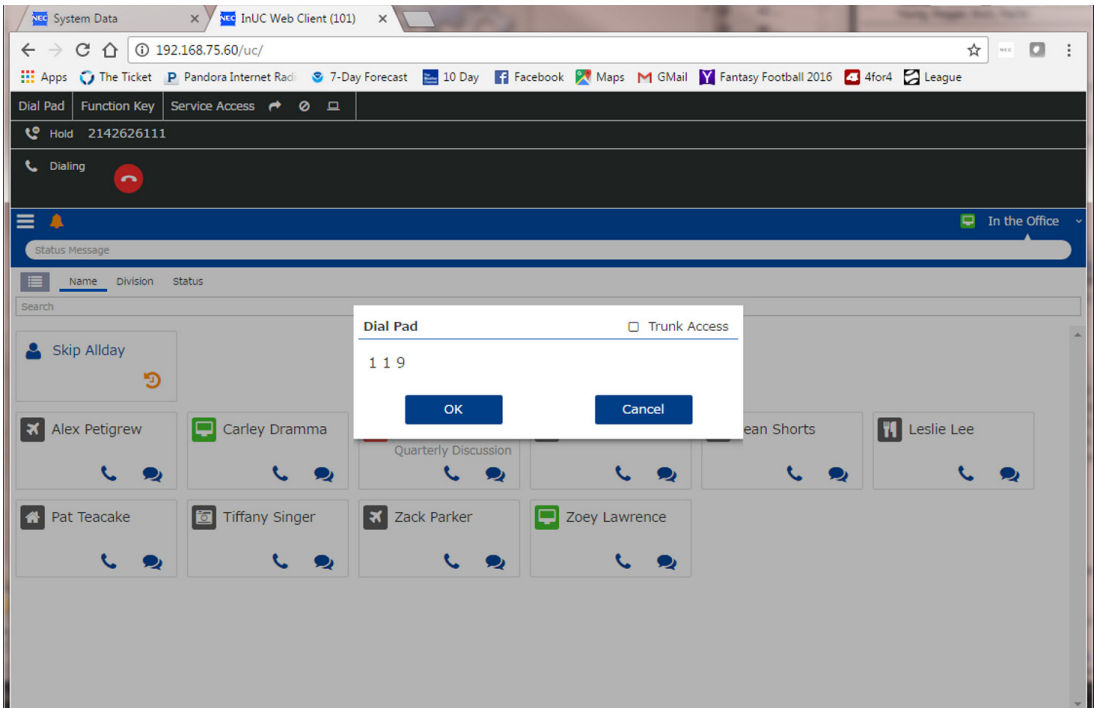 NEC System Data NEC InUC Web Client (101)
192.168.75.60/uc/
Apps The Ticket Pandora Internet Radi 7-Day Forecast 10 Day Facebook Maps GMail Fantasy Football 2016 4for4 League
Dial Pad Function Key Service Access
Hold 2142626111
Dialing
In the Office
Status Message
Name Division Status
Search
Dial Pad Trunk Access
1 1 9
OK Cancel
Skip Allday
Alex Petigrew Carley Dramma ean Shorts Leslie Lee
Quarterly Discussion
Pat Teacake Tiffany Singer Zack Parker Zoey Lawrence